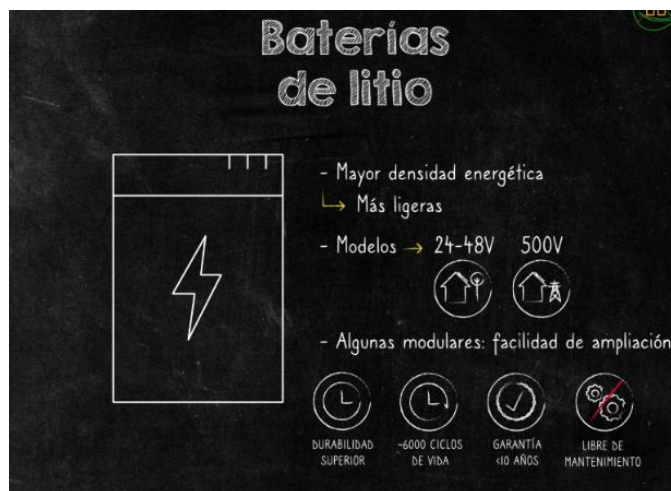 Baterías
de litio
- Mayor densidad energética
Más ligeras
- Modelos → 24-48V 500V
- Algunas modulares: facilidad de ampliación
DURABILIDAD
SUPERIOR
~6000 CICLOS
DE VIDA
GARANTÍA
<10 AÑOS
LIBRE DE
MANTENIMIENTO